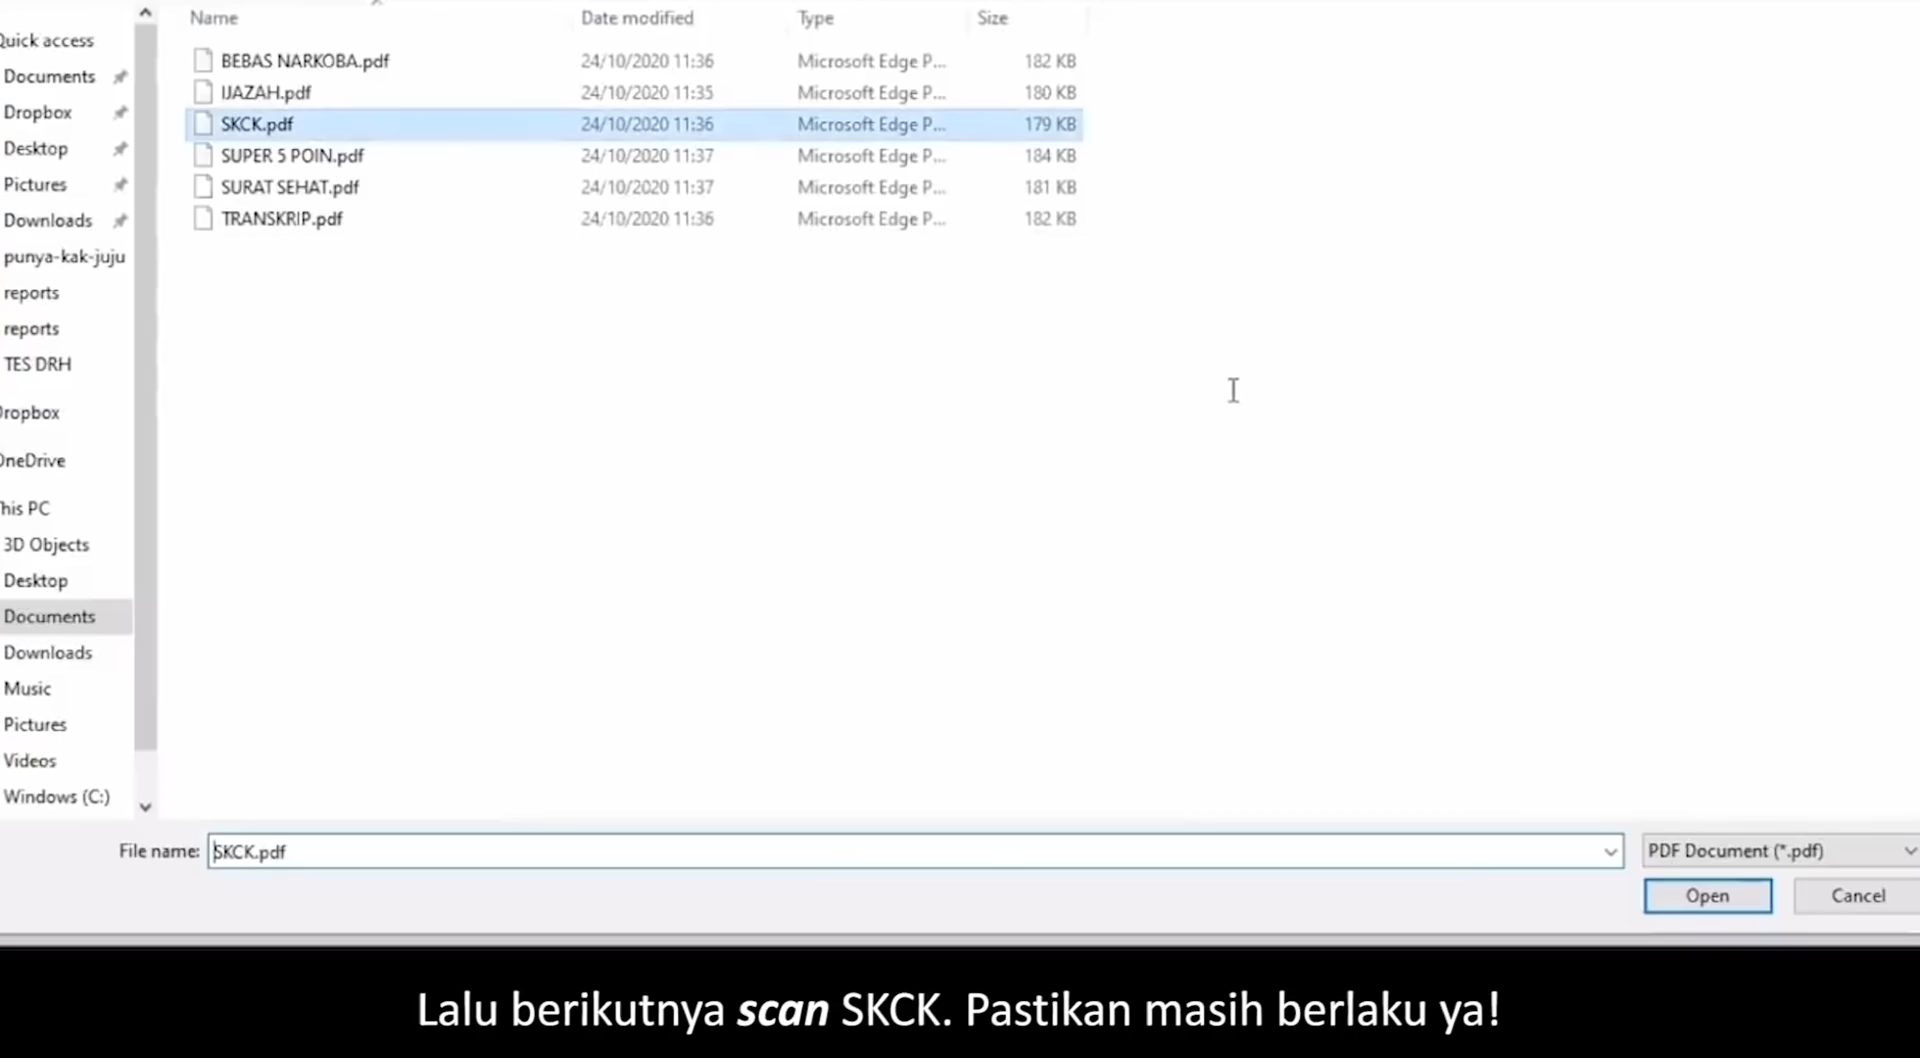 Name Date modified Type Size
Quick access
Documents
Dropbox
Desktop
Pictures
Downloads
punya-kak-juju
reports
reports
TES DRH
Dropbox
OneDrive
This PC
3D Objects
Desktop
Documents
Downloads
Music
Pictures
Videos
Windows (C:)
BEBAS NARKOBA.pdf 24/10/2020 11:36 Microsoft Edge P... 182 KB
IJAZAH.pdf 24/10/2020 11:35 Microsoft Edge P... 180 KB
SKCK.pdf 24/10/2020 11:36 Microsoft Edge P... 179 KB
SUPER 5 POIN.pdf 24/10/2020 11:37 Microsoft Edge P... 184 KB
SURAT SEHAT.pdf 24/10/2020 11:37 Microsoft Edge P... 181 KB
TRANSKRIP.pdf 24/10/2020 11:36 Microsoft Edge P... 182 KB
File name: SKCK.pdf PDF Document (*.pdf)
Open Cancel
Lalu berikutnya scan SKCK. Pastikan masih berlaku ya!